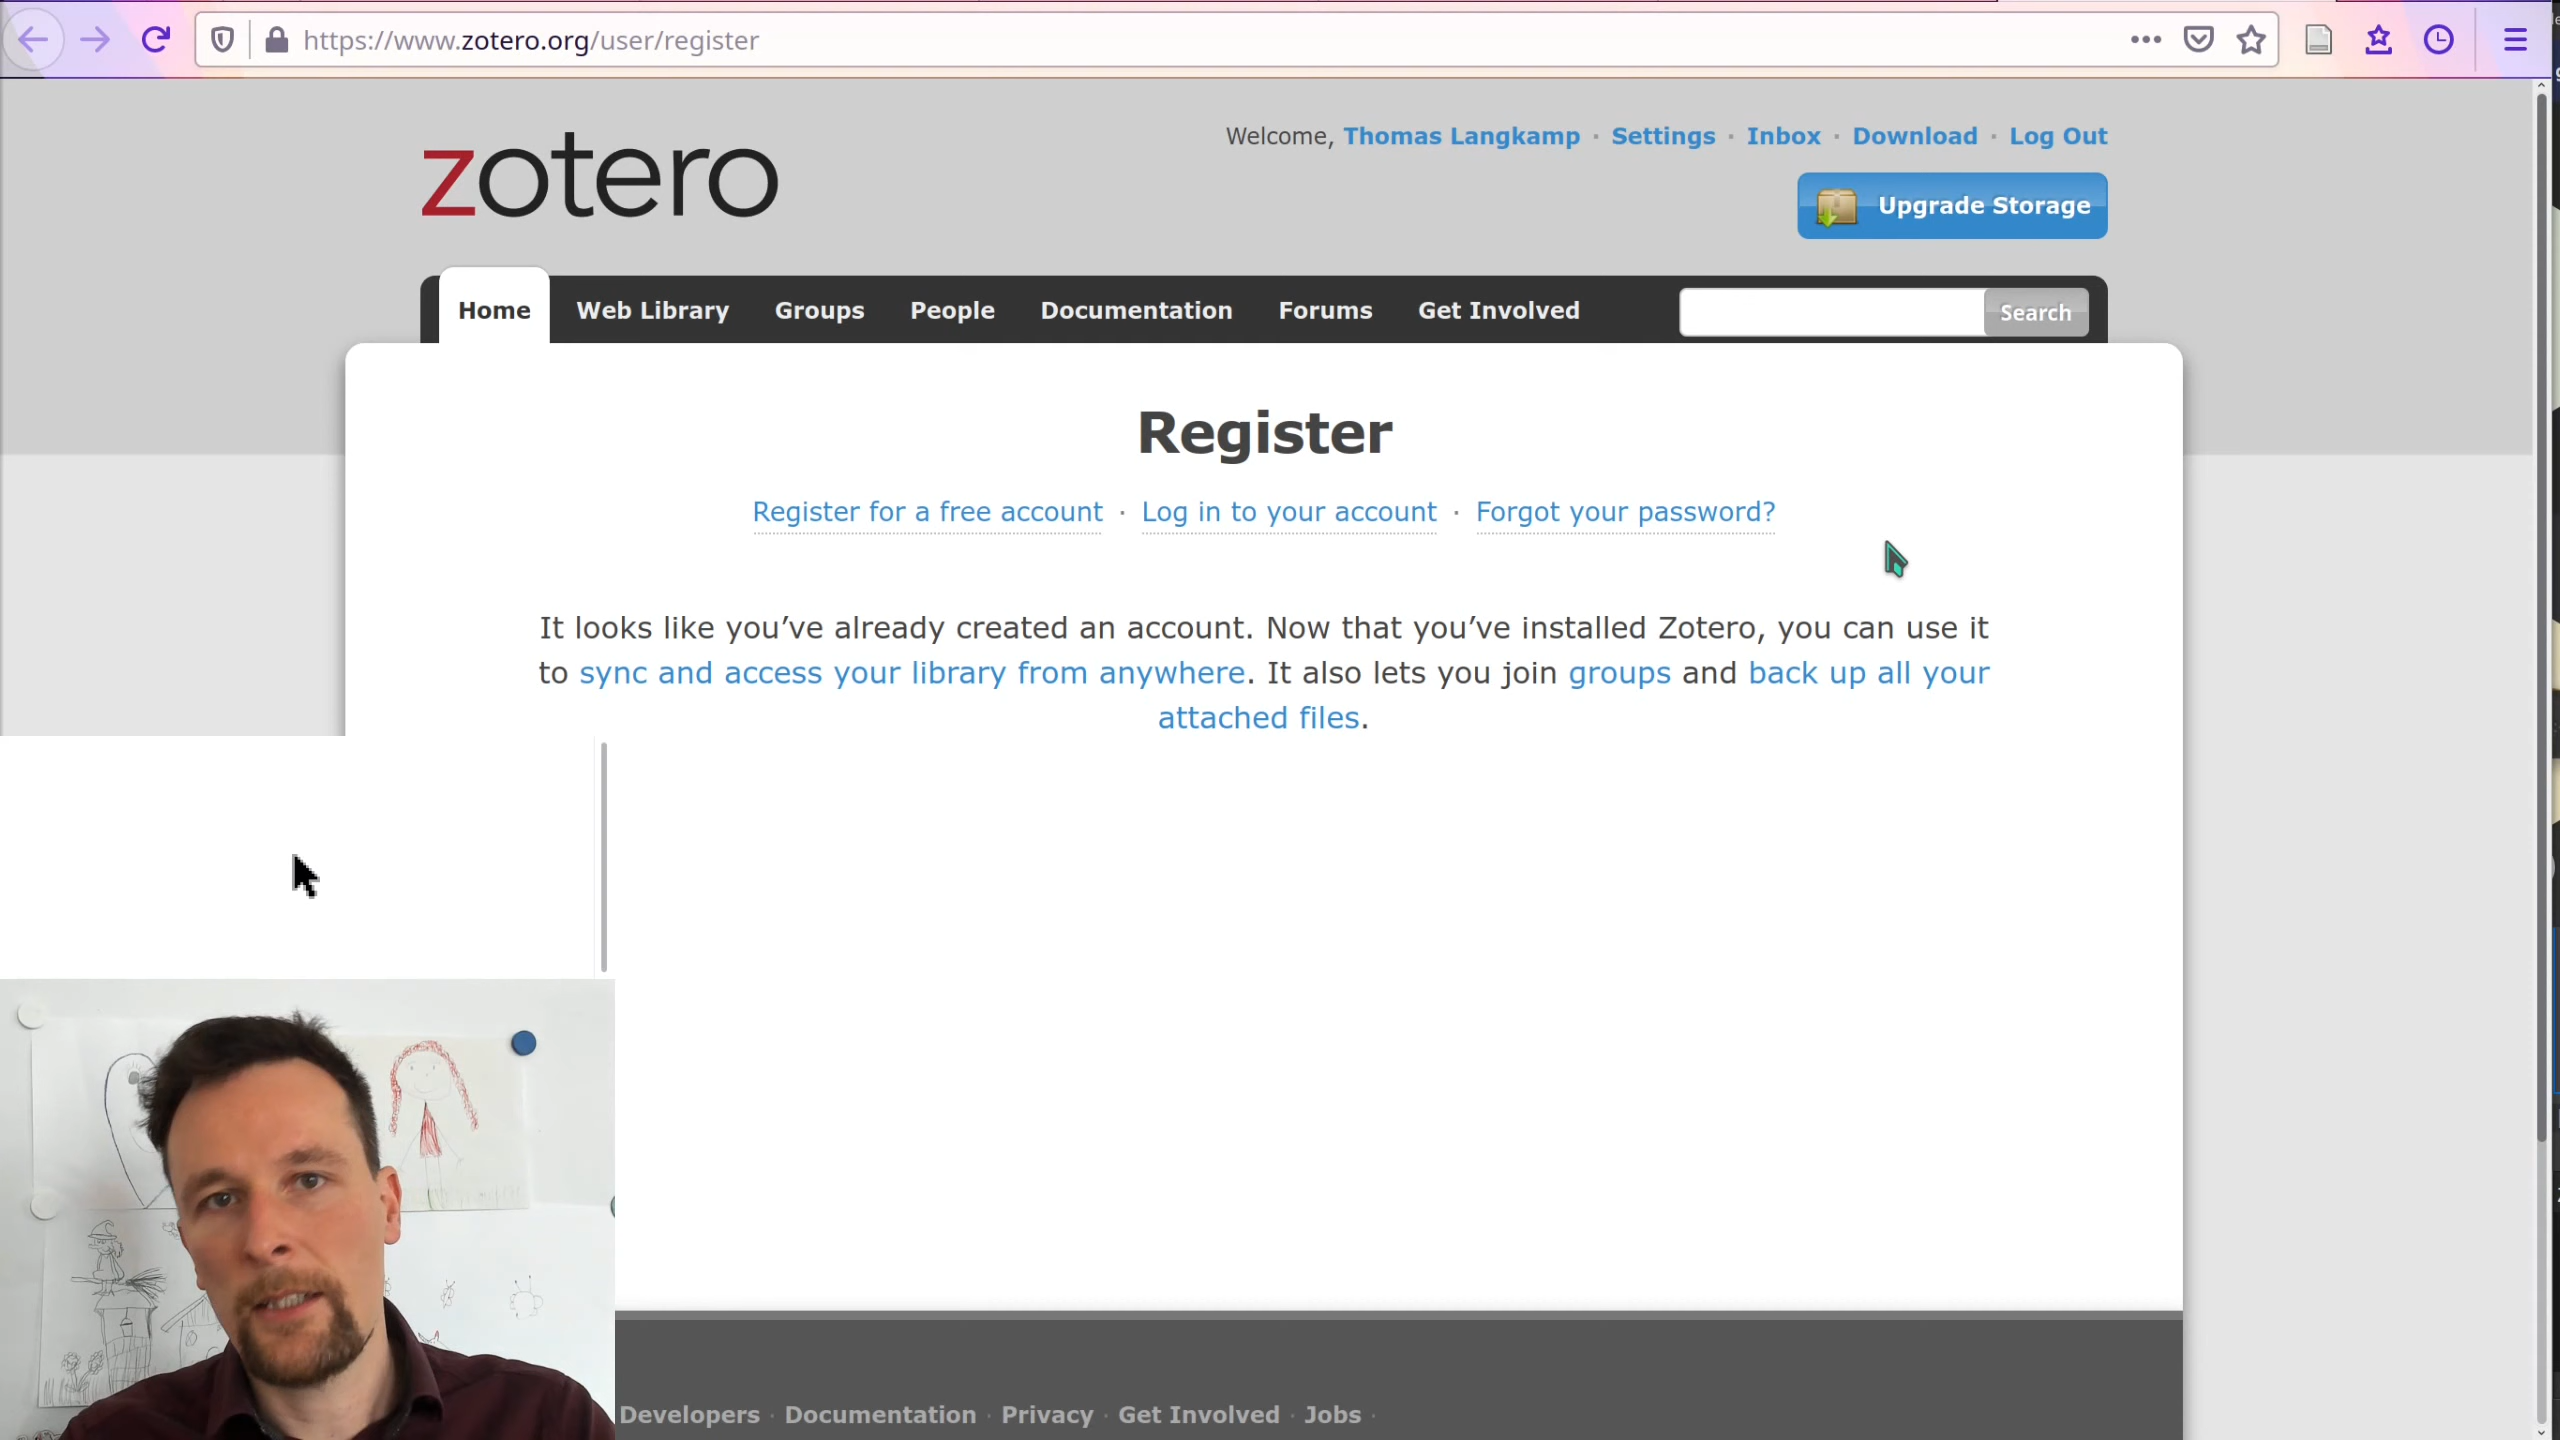 https://www.zotero.org/user/register
zotero
Welcome, Thomas Langkamp · Settings · Inbox · Download · Log Out
Upgrade Storage
Home Web Library Groups People Documentation Forums Get Involved Search
Register
Register for a free account · Log in to your account · Forgot your password?
It looks like you’ve already created an account. Now that you’ve installed Zotero, you can use it
to sync and access your library from anywhere. It also lets you join groups and back up all your
attached files.
Developers · Documentation · Privacy · Get Involved · Jobs ·